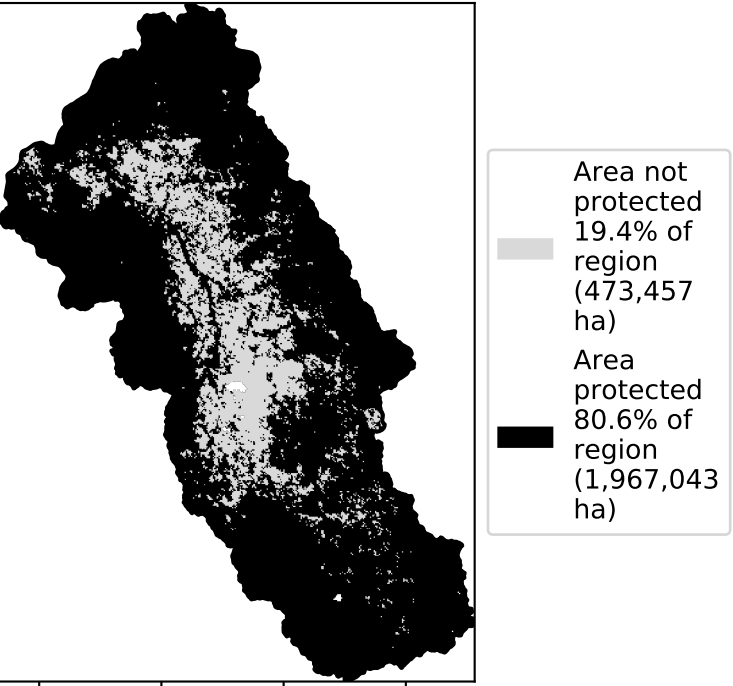 Area not
protected
19.4% of
region
(473,457
ha)
Area
protected
80.6% of
region
(1,967,043
ha)